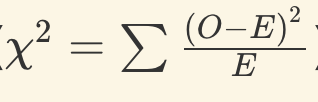 (χ² = ∑ (O−E)² / E )